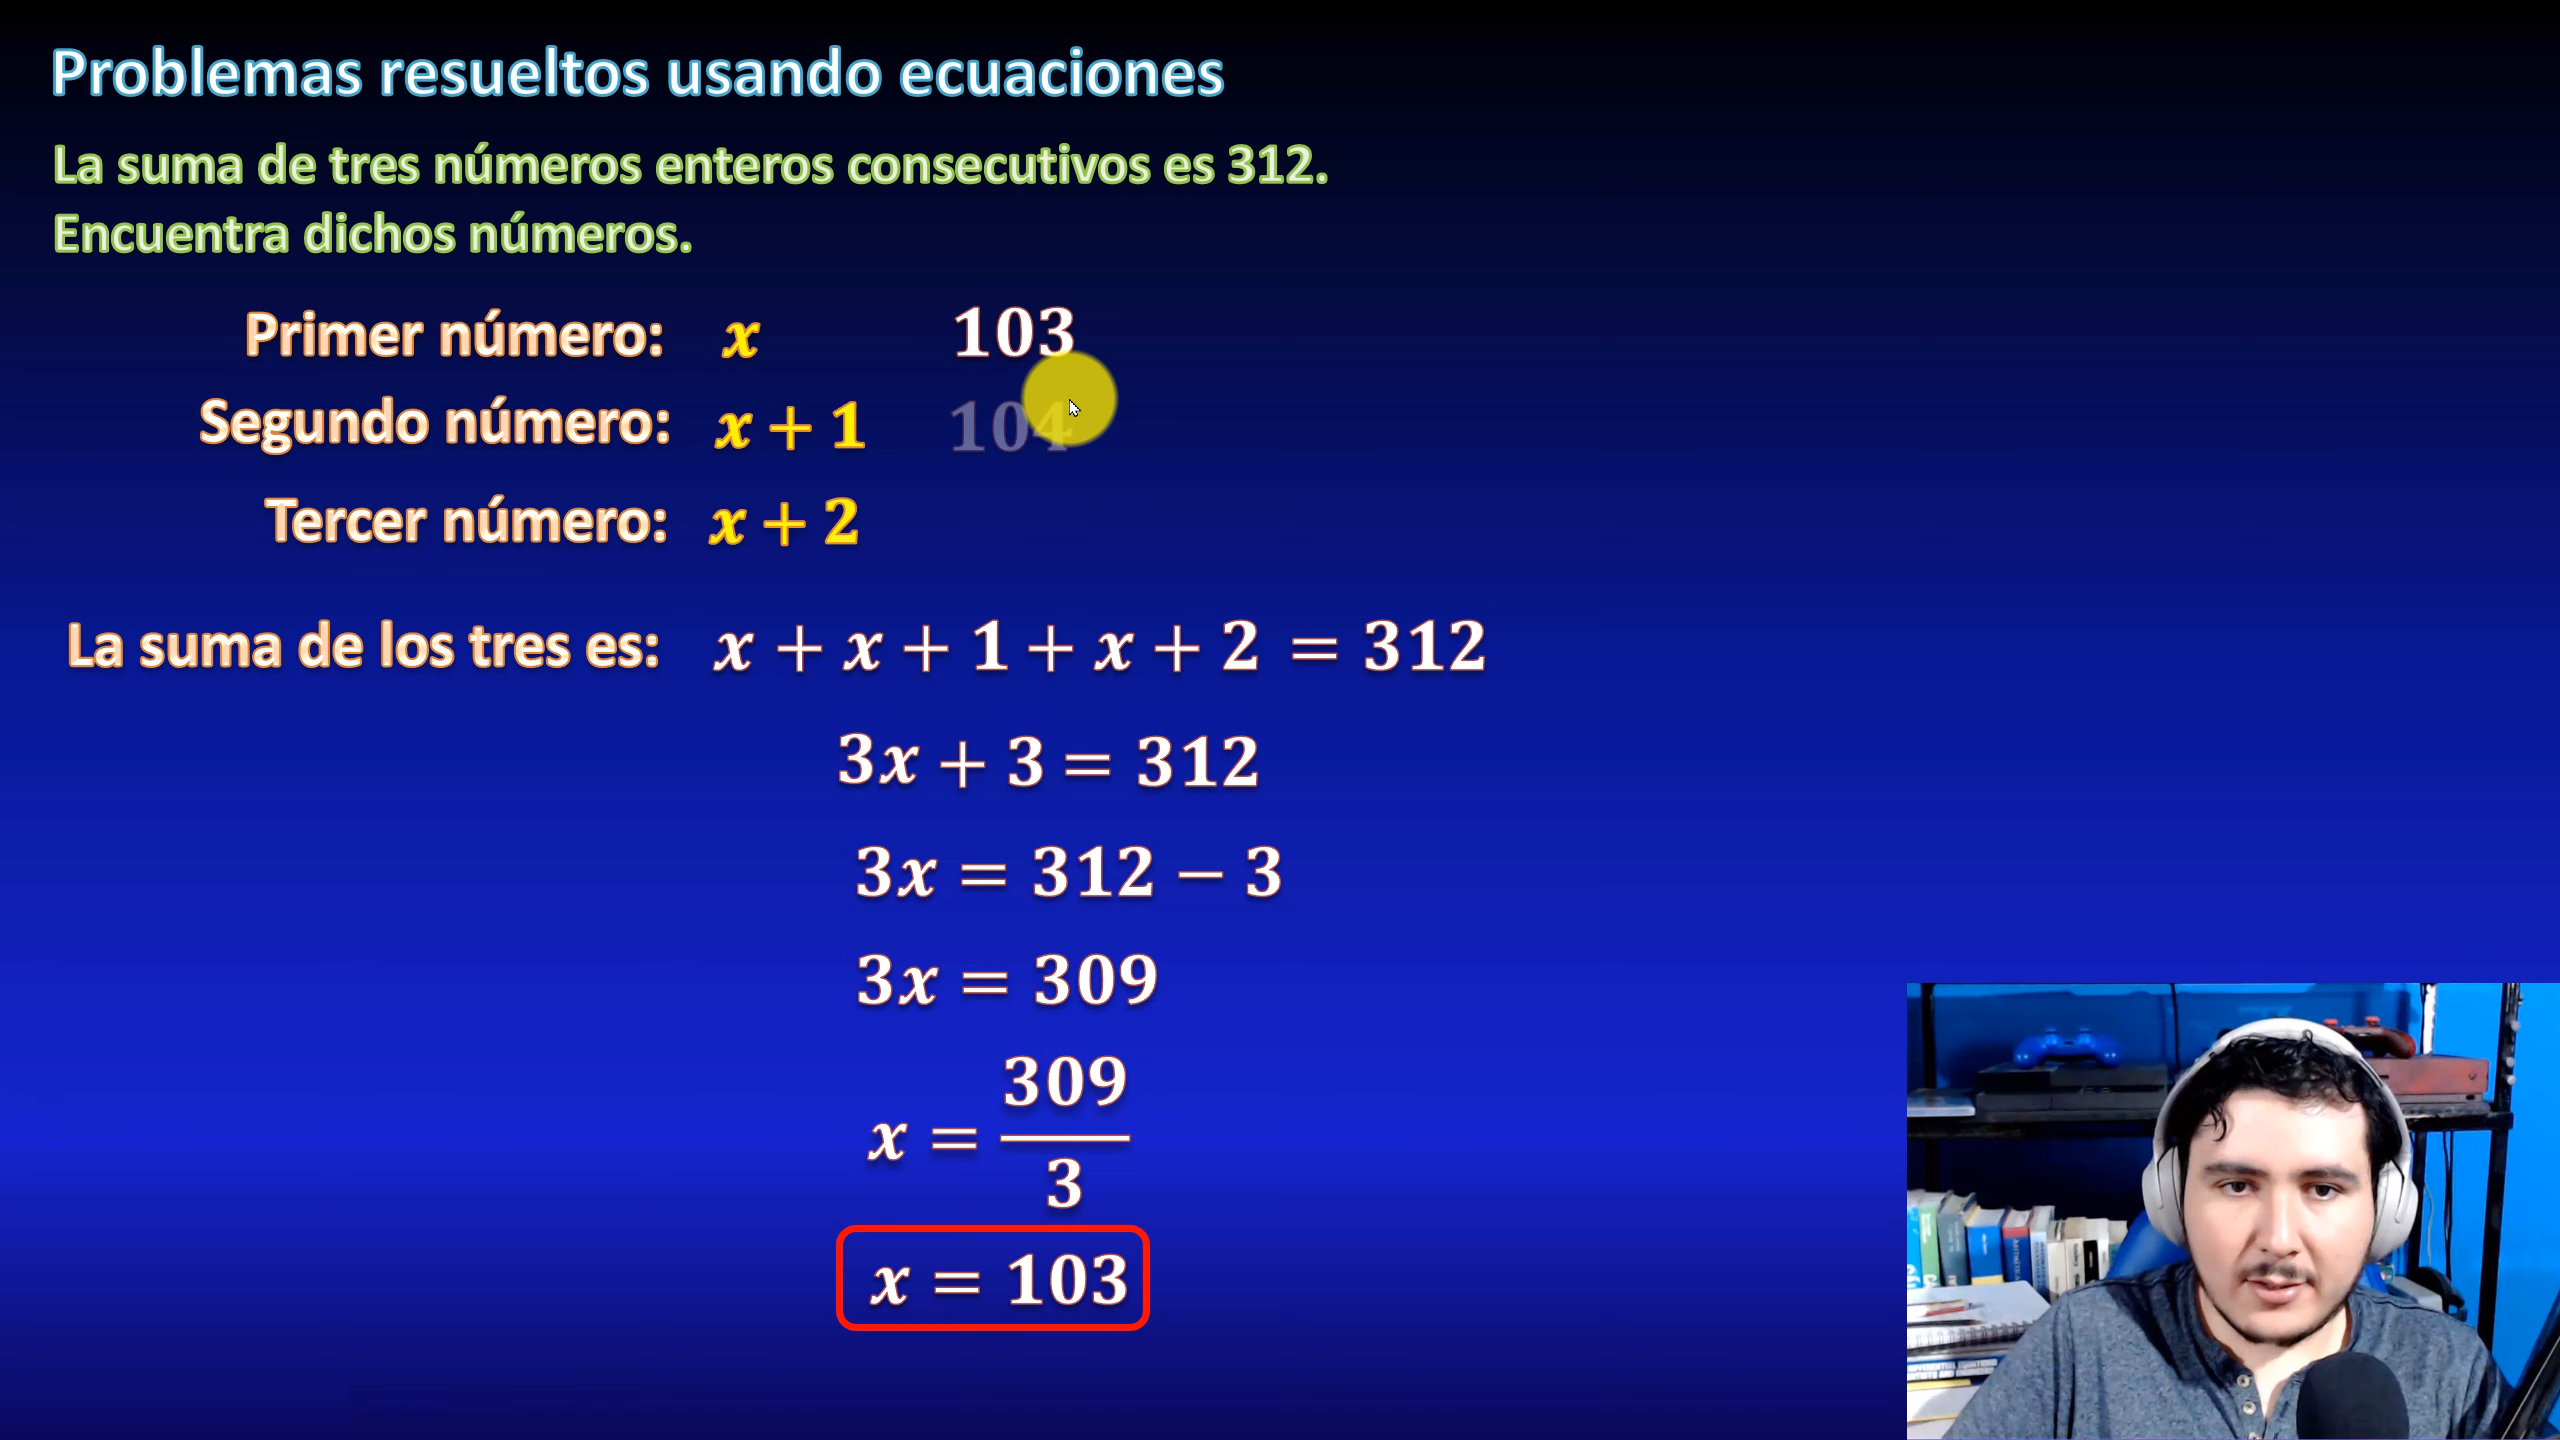 Problemas resueltos usando ecuaciones
La suma de tres números enteros consecutivos es 312.
Encuentra dichos números.
Primer número: x 103
Segundo número: x + 1 104
Tercer número: x + 2
La suma de los tres es: x + x + 1 + x + 2 = 312
3x + 3 = 312
3x = 312 − 3
3x = 309
x = 309/3
x = 103